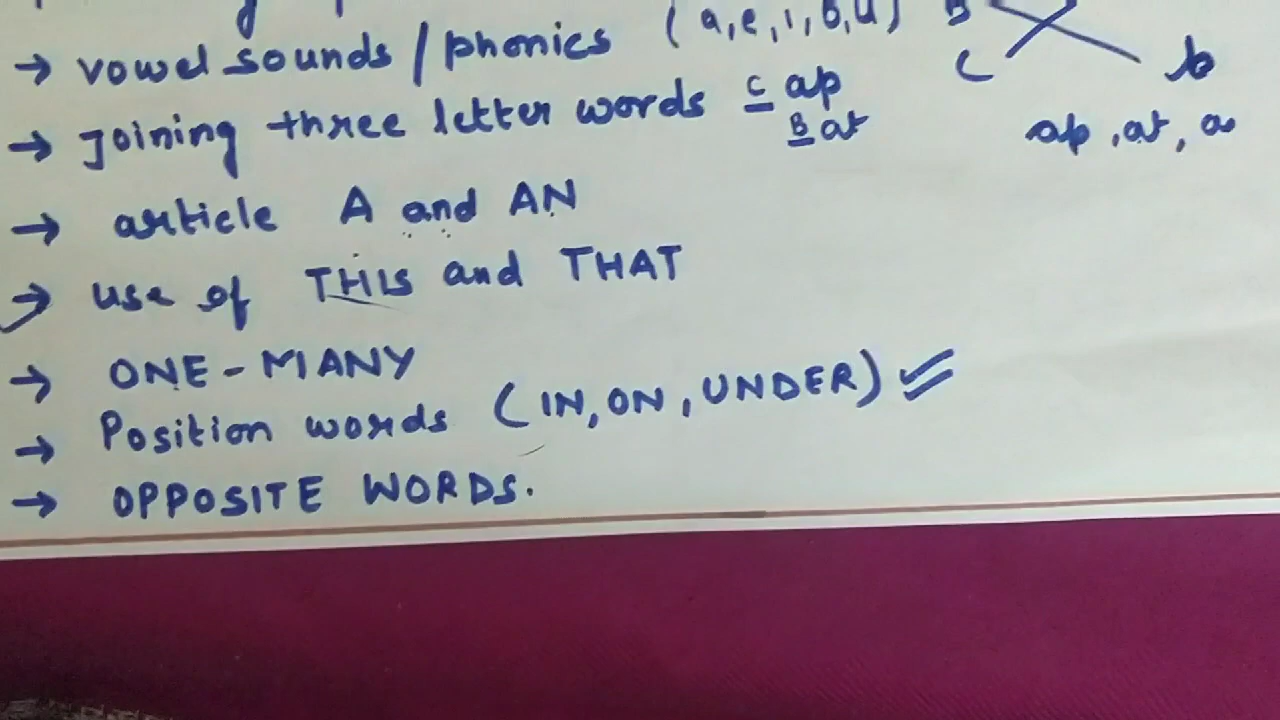 → vowel sounds / phonics (a, e, i, o, u) B
c b
→ Joining three letter words C ap
B at
ap, at, a
→ article A and AN
→ use of THIS and THAT
→ ONE - MANY
→ Position words (IN, ON, UNDER)
→ OPPOSITE WORDS.